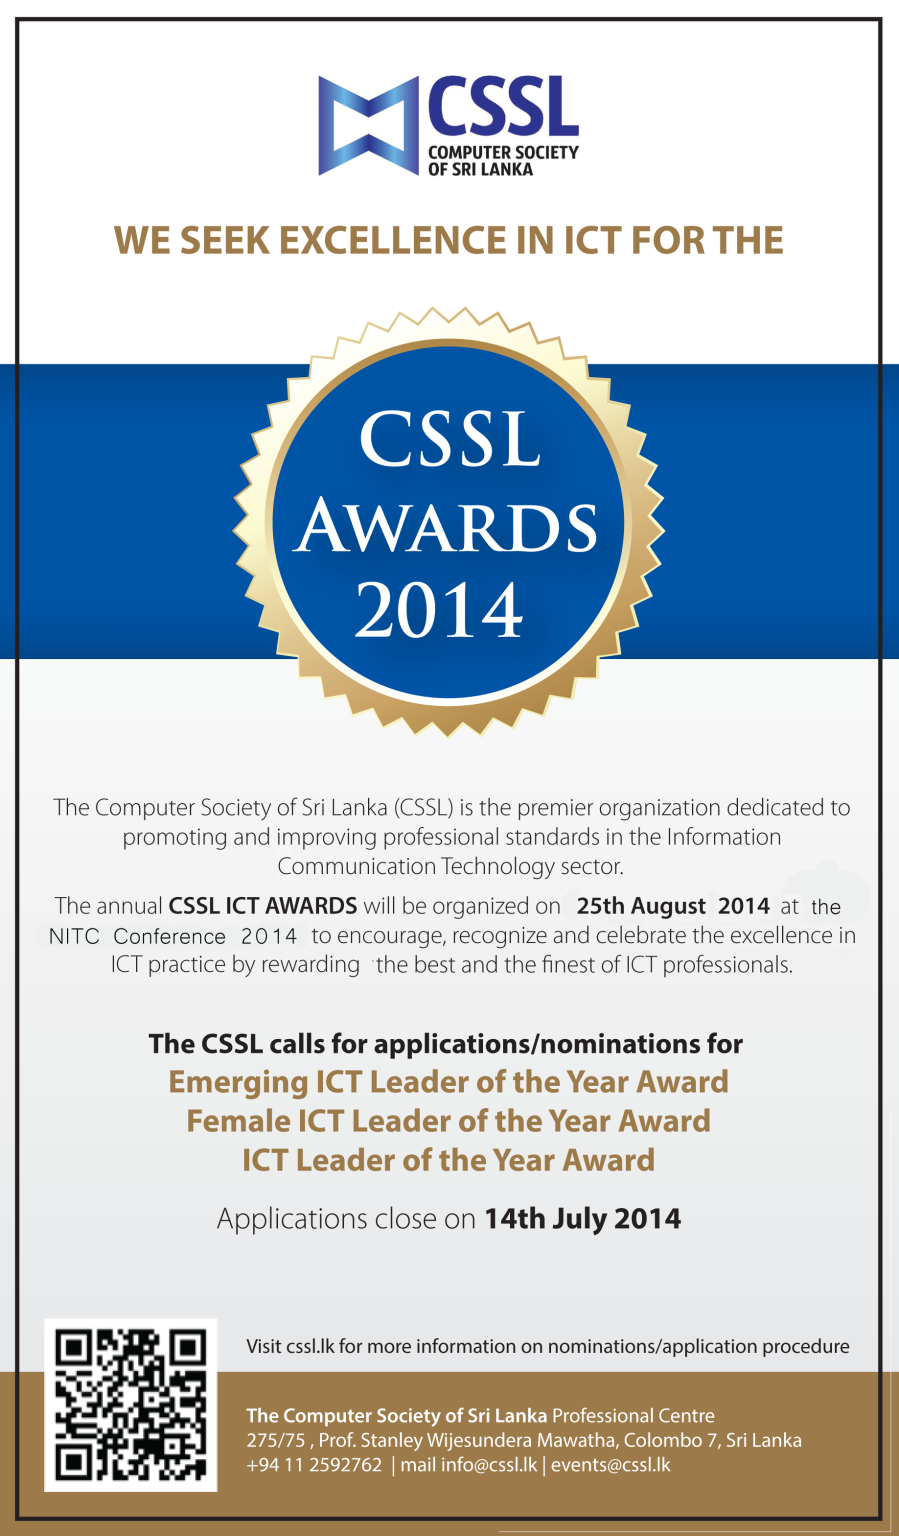 CSSL
COMPUTER SOCIETY
OF SRI LANKA
WE SEEK EXCELLENCE IN ICT FOR THE
CSSL
AWARDS
2014
The Computer Society of Sri Lanka (CSSL) is the premier organization dedicated to
promoting and improving professional standards in the Information
Communication Technology sector.
The annual CSSL ICT AWARDS will be organized on 25th August 2014 at the
NITC Conference 2014 to encourage, recognize and celebrate the excellence in
ICT practice by rewarding the best and the finest of ICT professionals.
The CSSL calls for applications/nominations for
Emerging ICT Leader of the Year Award
Female ICT Leader of the Year Award
ICT Leader of the Year Award
Applications close on 14th July 2014
Visit cssl.lk for more information on nominations/application procedure
The Computer Society of Sri Lanka Professional Centre
275/75 , Prof. Stanley Wijesundera Mawatha, Colombo 7, Sri Lanka
+94 11 2592762 | mail info@cssl.lk | events@cssl.lk